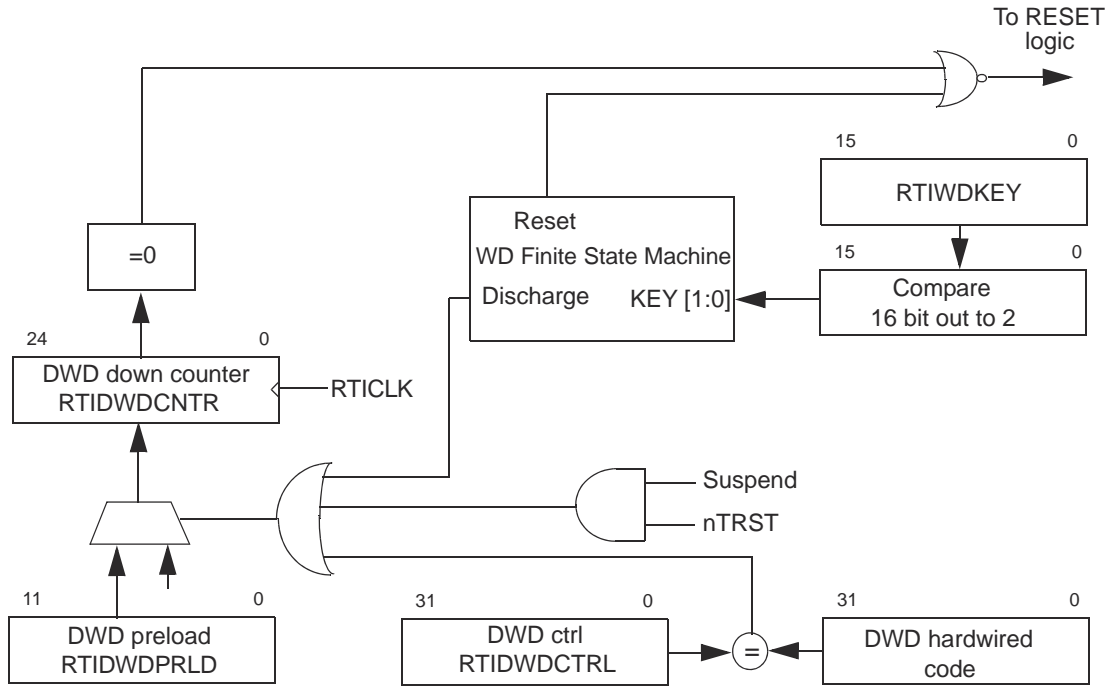 To RESET
logic
15 0
RTIWDKEY
Reset
WD Finite State Machine
=0
15 0
Discharge KEY [1:0]
Compare
16 bit out to 2
24 0
DWD down counter
RTIDWDCNTR
RTICLK
Suspend
nTRST
11 0
31 0
31 0
DWD preload
RTIDWDPRLD
DWD ctrl
RTIDWDCTRL
=
DWD hardwired
code